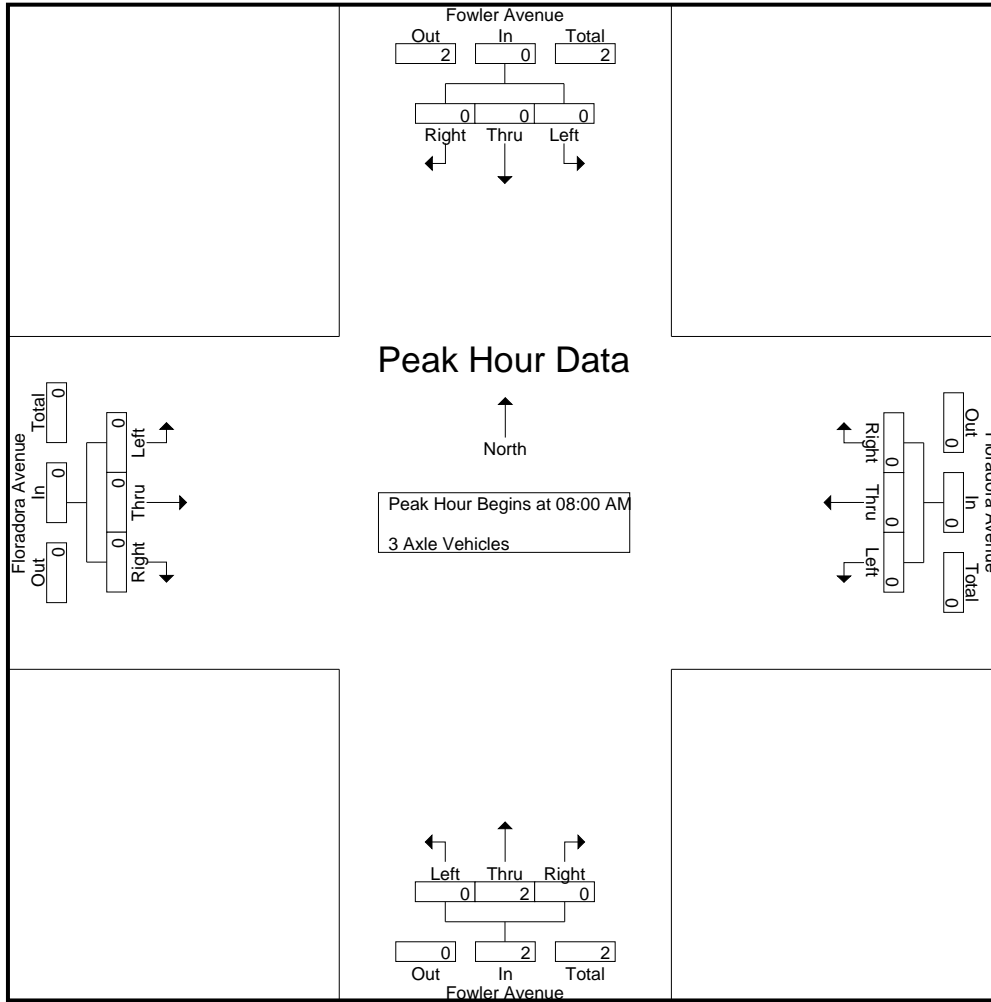 Fowler Avenue
Out In Total
2 0 2
0 0 0
Right Thru Left
Peak Hour Data
North
Peak Hour Begins at 08:00 AM
3 Axle Vehicles
Floradora Avenue
Out In Total
0 0 0
0 0 0
Right Thru Left
Floradora Avenue
Out In Total
0 0 0
0 0 0
Right Thru Left
Left Thru Right
0 2 0
0 2 2
Out In Total
Fowler Avenue